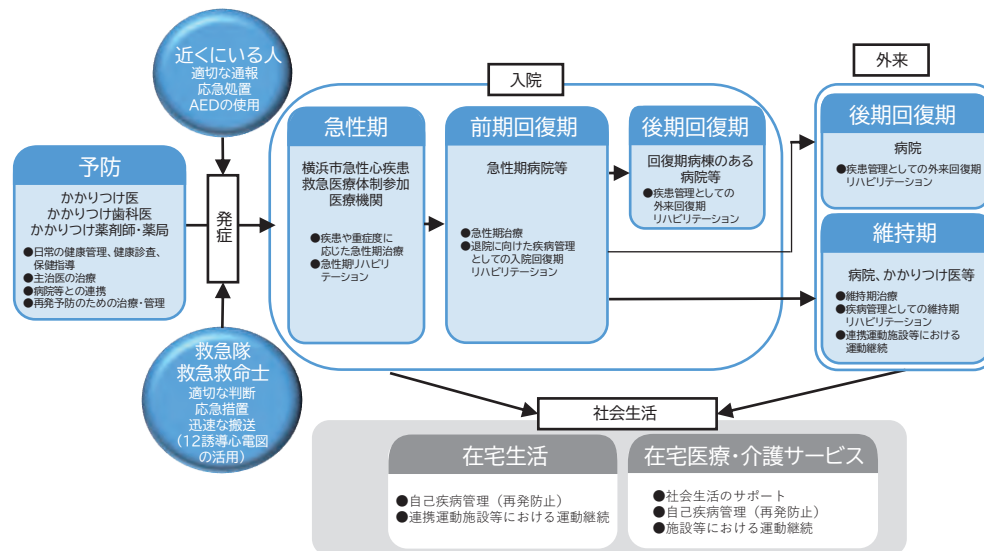 近くにいる人
適切な通報
応急処置
AEDの使用
予防
かかりつけ医
かかりつけ歯科医
かかりつけ薬剤師・薬局
●日常の健康管理、健康診査、
保健指導
●主治医の治療
●病院等との連携
●再発予防のための治療・管理
発症
救急隊
救急救命士
適切な判断
応急措置
迅速な搬送
(12誘導心電図
の活用)
入院
急性期
横浜市急性心疾患
救急医療体制参加
医療機関
●疾患や重症度に
応じた急性期治療
●急性期リハビリ
テーション
前期回復期
急性期病院等
●急性期治療
●退院に向けた疾病管理
としての入院回復期
リハビリテーション
後期回復期
回復期病棟のある
病院等
●疾患管理としての
外来回復期
リハビリテーション
外来
後期回復期
病院
●疾患管理としての外来回復期
リハビリテーション
維持期
病院、かかりつけ医等
●維持期治療
●疾病管理としての維持期
リハビリテーション
●連携運動施設等における
運動継続
社会生活
在宅生活
●自己疾病管理（再発防止）
●連携運動施設等における運動継続
在宅医療・介護サービス
●社会生活のサポート
●自己疾病管理（再発防止）
●施設等における運動継続